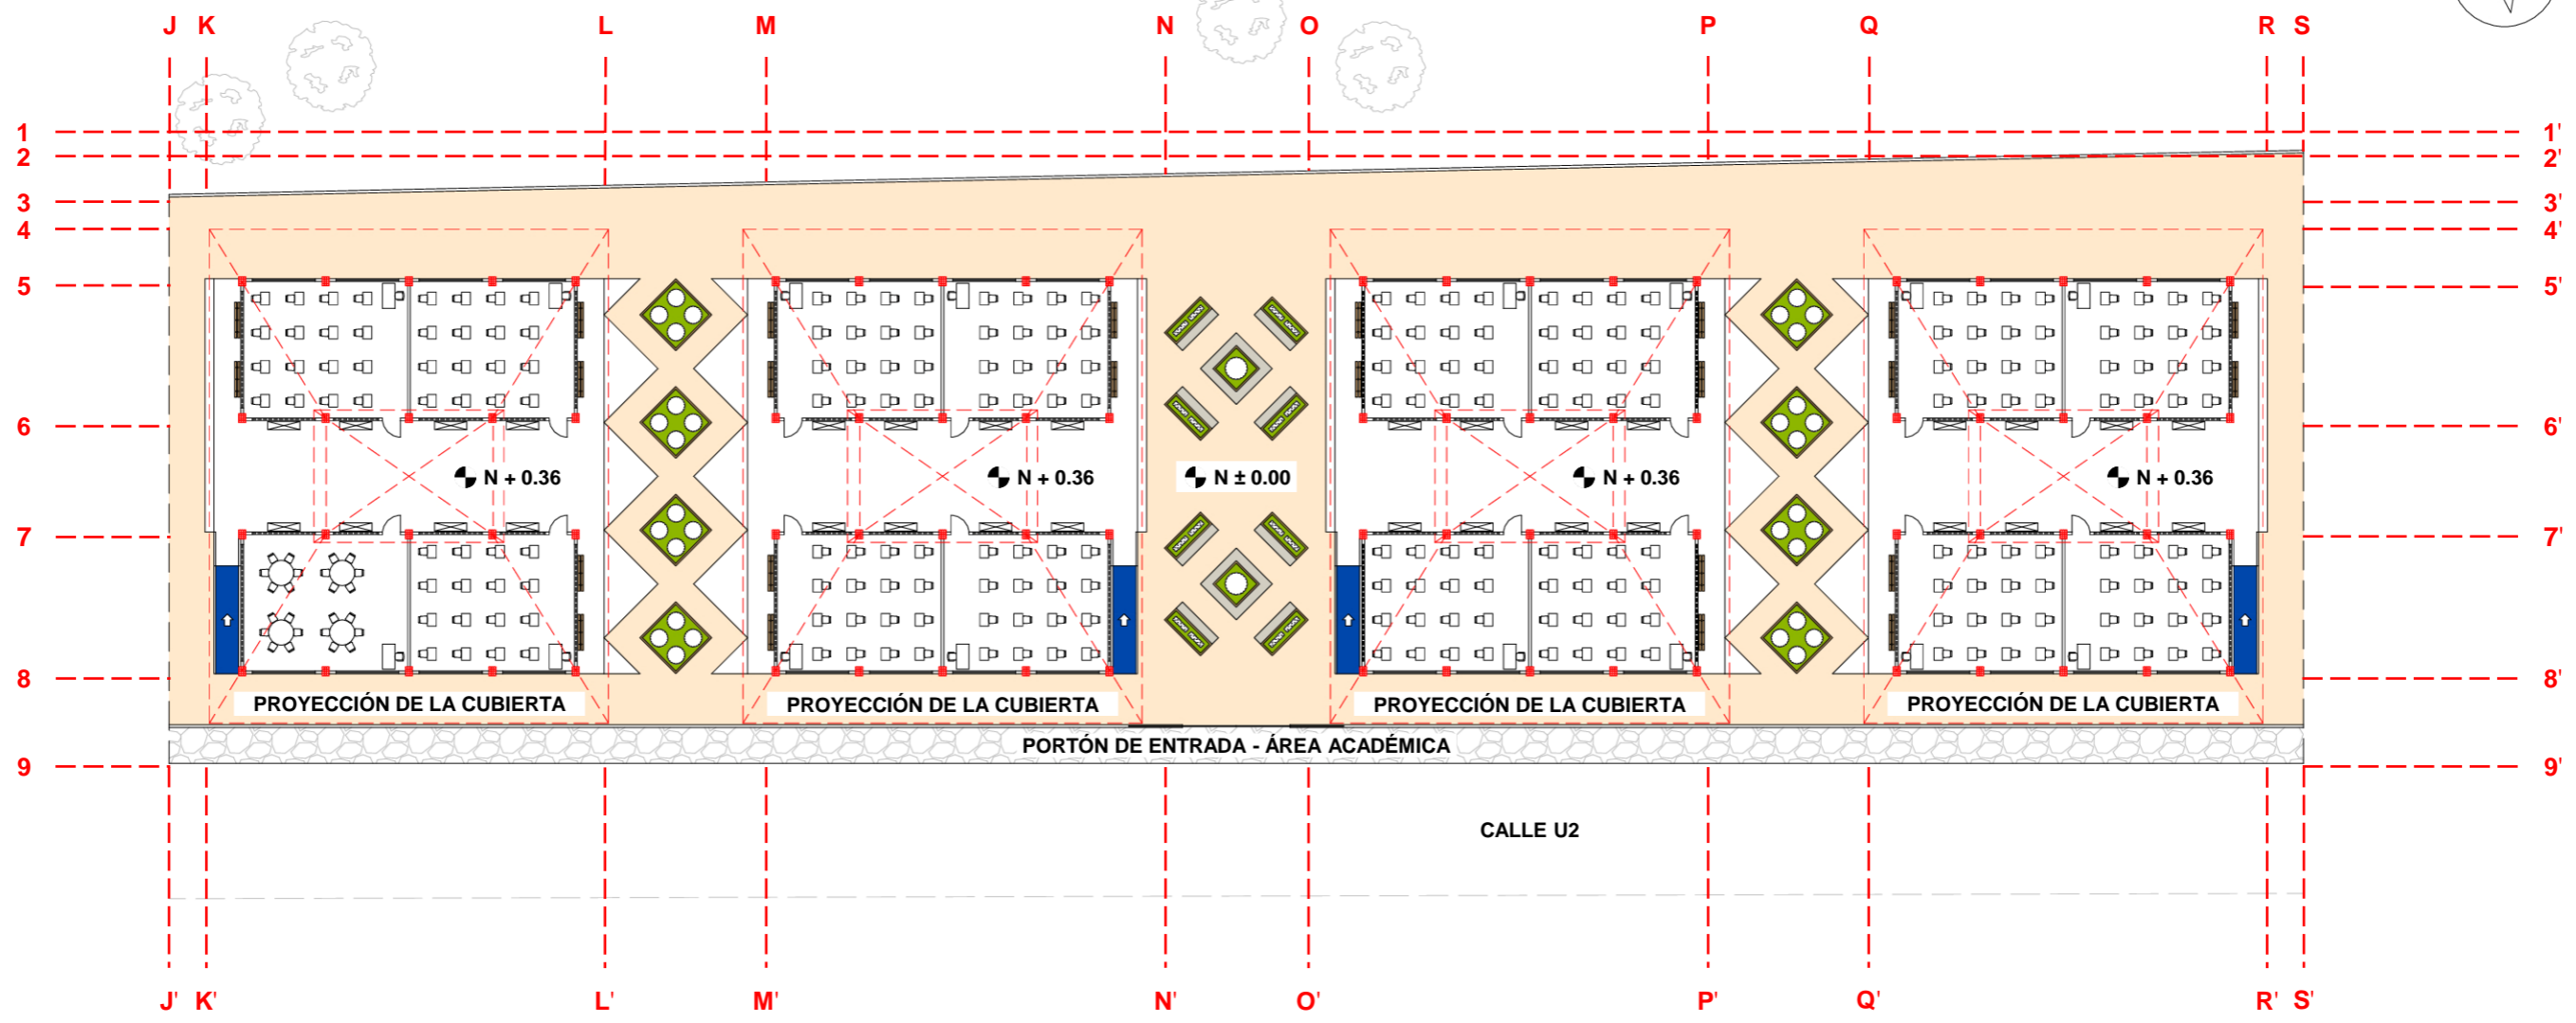 J K L M N O P Q R S
1 1'
2 2'
3 3'
4 4'
5 5'
6 6'
N + 0.36 N + 0.36 N ± 0.00 N + 0.36 N + 0.36
7 7'
8 8'
PROYECCIÓN DE LA CUBIERTA PROYECCIÓN DE LA CUBIERTA PROYECCIÓN DE LA CUBIERTA PROYECCIÓN DE LA CUBIERTA
PORTÓN DE ENTRADA - ÁREA ACADÉMICA
9 9'
CALLE U2
J' K' L' M' N' O' P' Q' R' S'